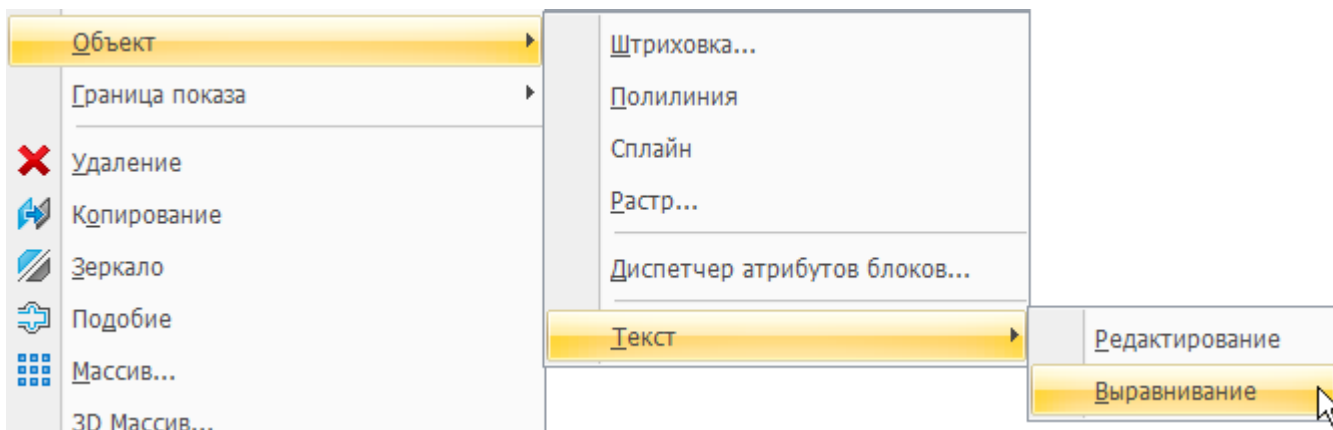 Объект
Граница показа
Удаление
Копирование
Зеркало
Подобие
Массив...
3D Массив...
Штриховка...
Полилиния
Сплайн
Растр...
Диспетчер атрибутов блоков...
Текст
Редактирование
Выравнивание